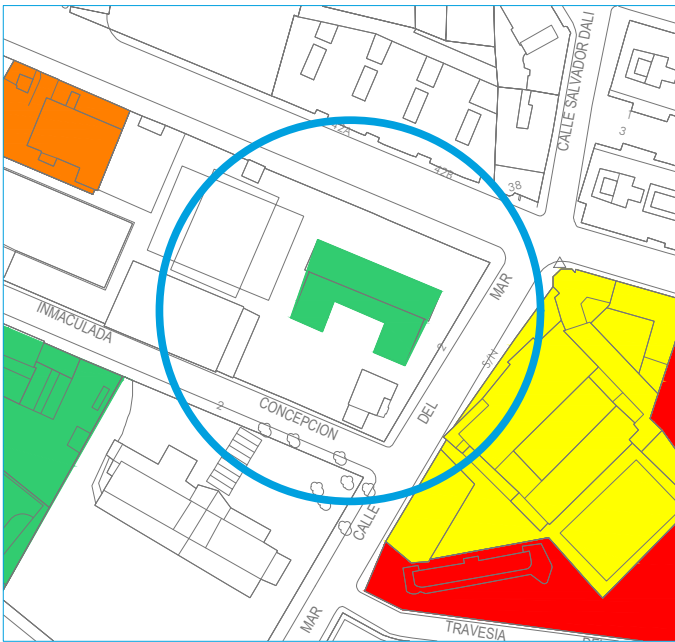 CALLE SALVADOR DALI
3
42A
42B
38
MAR
INMACULADA
2
S/N
2
CONCEPCION
DEL
CALLE
MAR
TRAVESIA